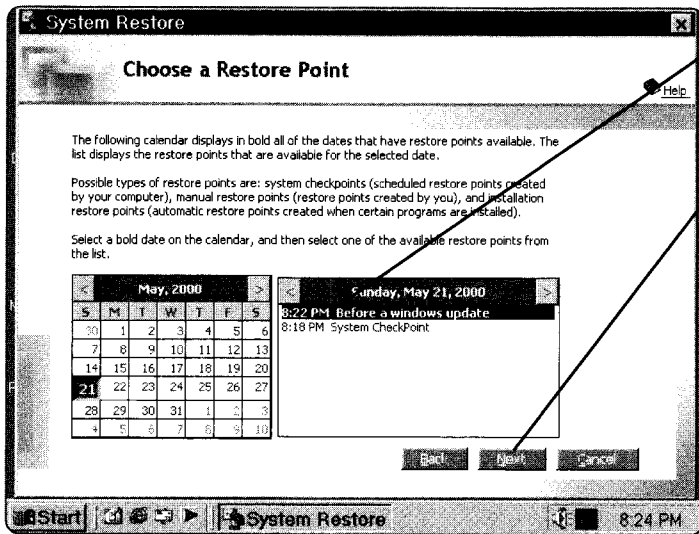 System Restore
Choose a Restore Point
Help
The following calendar displays in bold all of the dates that have restore points available. The
list displays the restore points that are available for the selected date.
Possible types of restore points are: system checkpoints (scheduled restore points created
by your computer), manual restore points (restore points created by you), and installation
restore points (automatic restore points created when certain programs are installed).
Select a bold date on the calendar, and then select one of the available restore points from
the list.
< May, 2000 >
S M T W T F S
30 1 2 3 4 5 6
7 8 9 10 11 12 13
14 15 16 17 18 19 20
21 22 23 24 25 26 27
28 29 30 31 1 2 3
4 5 6 7 8 9 10
< Sunday, May 21, 2000 >
8:22 PM Before a windows update
8:18 PM System CheckPoint
Back Next Cancel
Start System Restore 8:24 PM